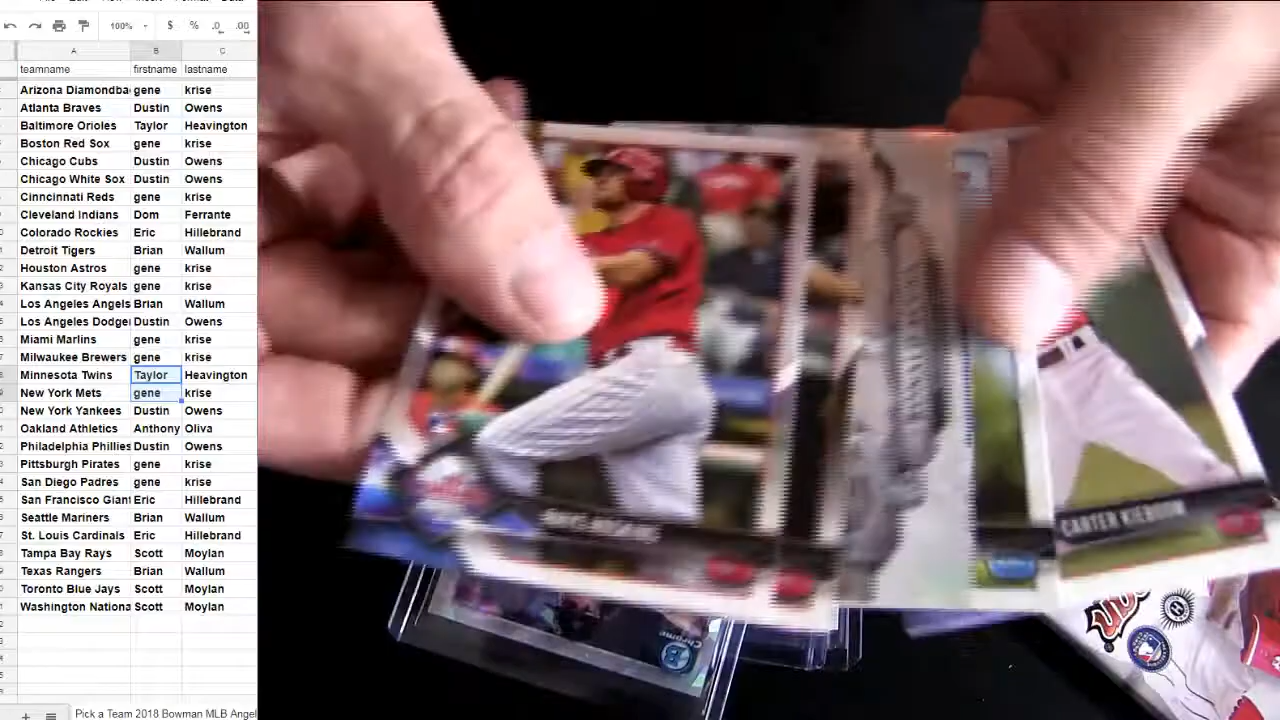 100%
$
%
.0
.00
A
B
C
teamname firstname lastname
Arizona Diamondba gene krise
Atlanta Braves Dustin Owens
Baltimore Orioles Taylor Heavington
Boston Red Sox gene krise
Chicago Cubs Dustin Owens
Chicago White Sox Dustin Owens
Cincinnati Reds gene krise
Cleveland Indians Dom Ferrante
Colorado Rockies Eric Hillebrand
Detroit Tigers Brian Wallum
Houston Astros gene krise
Kansas City Royals gene krise
Los Angeles Angels Brian Wallum
Los Angeles Dodger Dustin Owens
Miami Marlins gene krise
Milwaukee Brewers gene krise
Minnesota Twins Taylor Heavington
New York Mets gene krise
New York Yankees Dustin Owens
Oakland Athletics Anthony Oliva
Philadelphia Phillies Dustin Owens
Pittsburgh Pirates gene krise
San Diego Padres gene krise
San Francisco Giant Eric Hillebrand
Seattle Mariners Brian Wallum
St. Louis Cardinals Eric Hillebrand
Tampa Bay Rays Scott Moylan
Texas Rangers Brian Wallum
Toronto Blue Jays Scott Moylan
Washington Nationa Scott Moylan
Pick a Team 2018 Bowman MLB Angel
CARTER KIEBOOM
Chrome
B